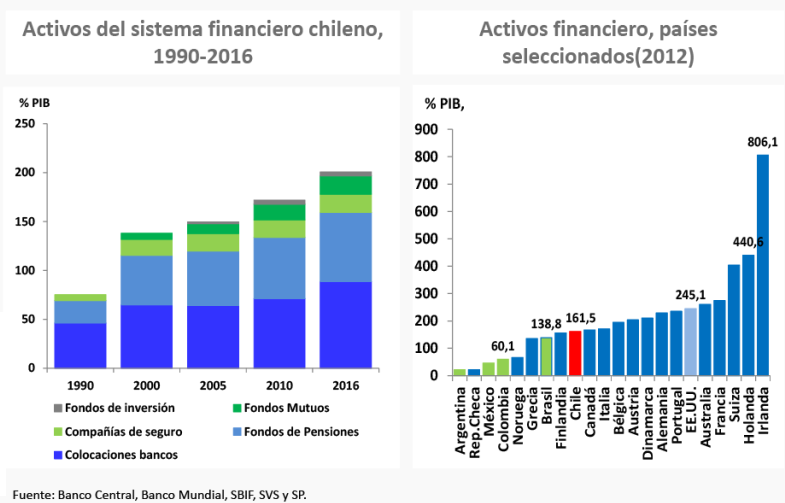 Activos del sistema financiero chileno,
1990-2016
% PIB
250
200
150
100
50
0
1990 2000 2005 2010 2016
Fondos de inversión Fondos Mutuos
Compañías de seguro Fondos de Pensiones
Colocaciones bancos
Activos financiero, países
seleccionados(2012)
% PIB,
900
800
700
600
500
400
300
200
100
0
60,1
138,8
161,5
245,1
440,6
806,1
Argentina
Rep.Checa
México
Colombia
Noruega
Grecia
Brasil
Finlandia
Chile
Canadá
Italia
Bélgica
Austria
Dinamarca
Alemania
Portugal
EE.UU.
Australia
Francia
Suiza
Holanda
Irlanda
Fuente: Banco Central, Banco Mundial, SBIF, SVS y SP.